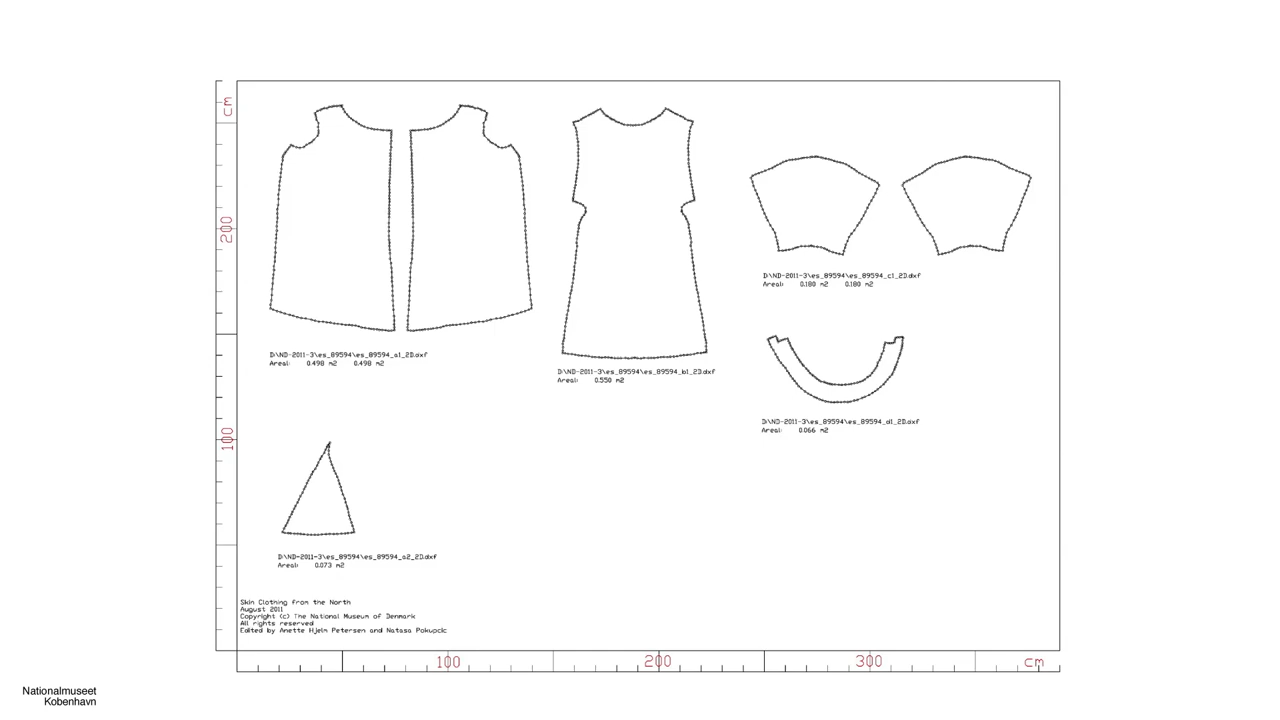 cm
200
100
D:\ND-2011-3\es_89594\es_89594_a1_2D.dxf
Areal: 0.498 m2 0.498 m2
D:\ND-2011-3\es_89594\es_89594_b1_2D.dxf
Areal: 0.550 m2
D:\ND-2011-3\es_89594\es_89594_c1_2D.dxf
Areal: 0.180 m2 0.180 m2
D:\ND-2011-3\es_89594\es_89594_d1_2D.dxf
Areal: 0.066 m2
D:\ND-2011-3\es_89594\es_89594_a2_2D.dxf
Areal: 0.073 m2
Skin Clothing from the North
August 2011
Copyright (c) The National Museum of Denmark
All rights reserved
Edited by Anette Hjelm Petersen and Natasa Pokupcic
100 200 300 cm
Nationalmuseet
Kobenhavn